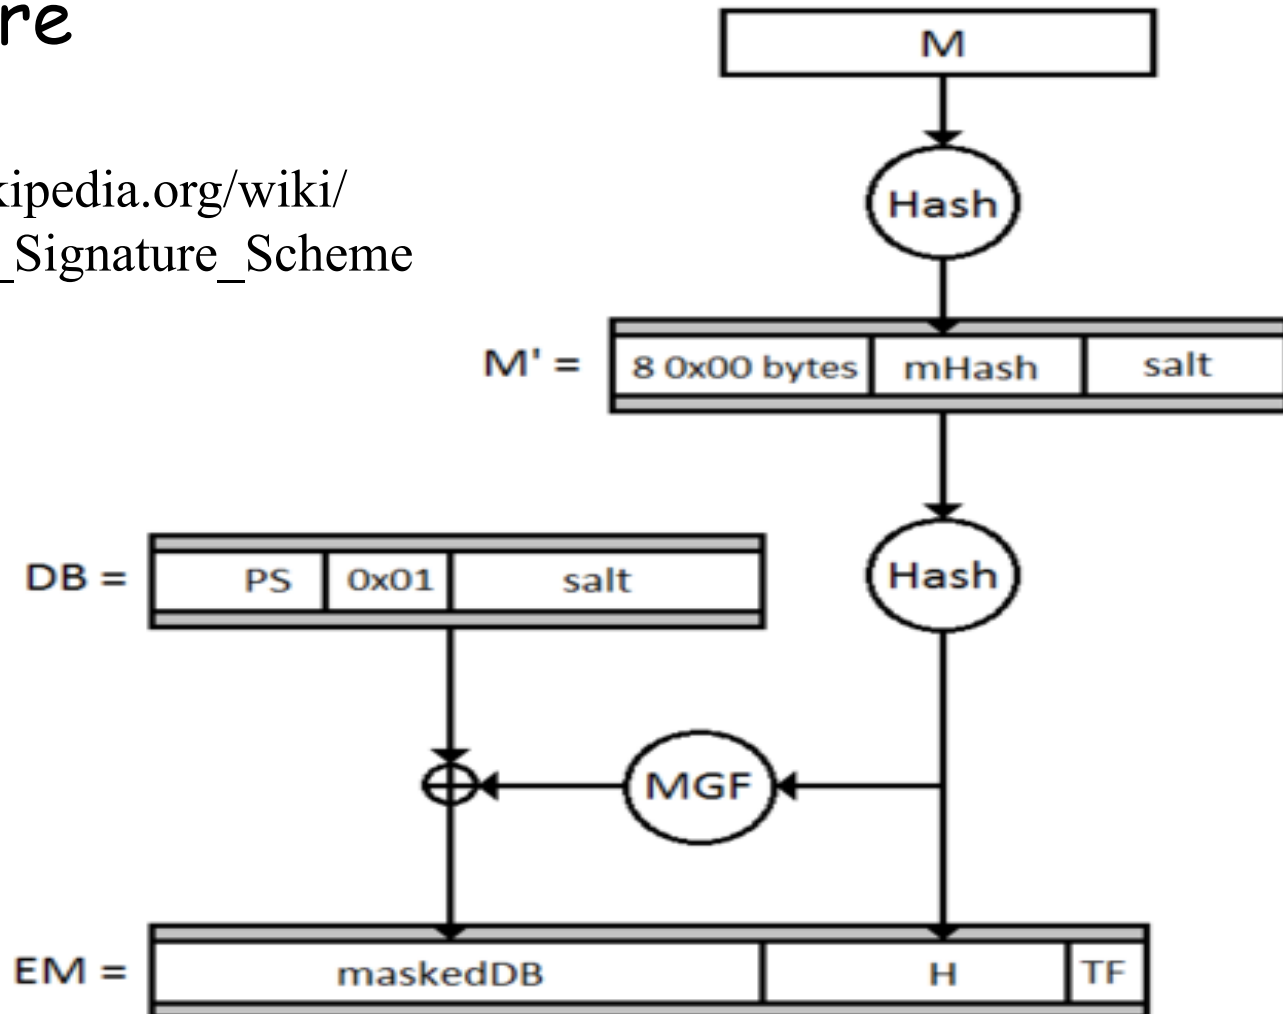 re
kipedia.org/wiki/
_Signature_Scheme
M
Hash
M' = 8 0x00 bytes mHash salt
DB = PS 0x01 salt
Hash
MGF
EM = maskedDB H TF